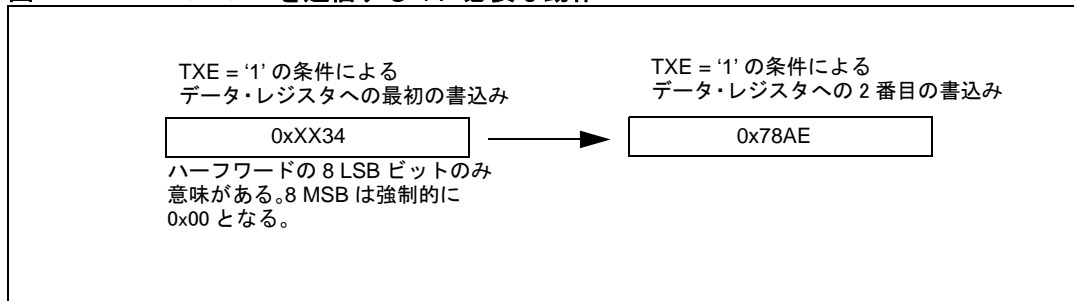 TXE = ‘1’ の条件による
データ・レジスタへの最初の書込み
0xXX34
ハーフワードの 8 LSB ビットのみ
意味がある。8 MSB は強制的に
0x00 となる。
TXE = ‘1’ の条件による
データ・レジスタへの 2 番目の書込み
0x78AE